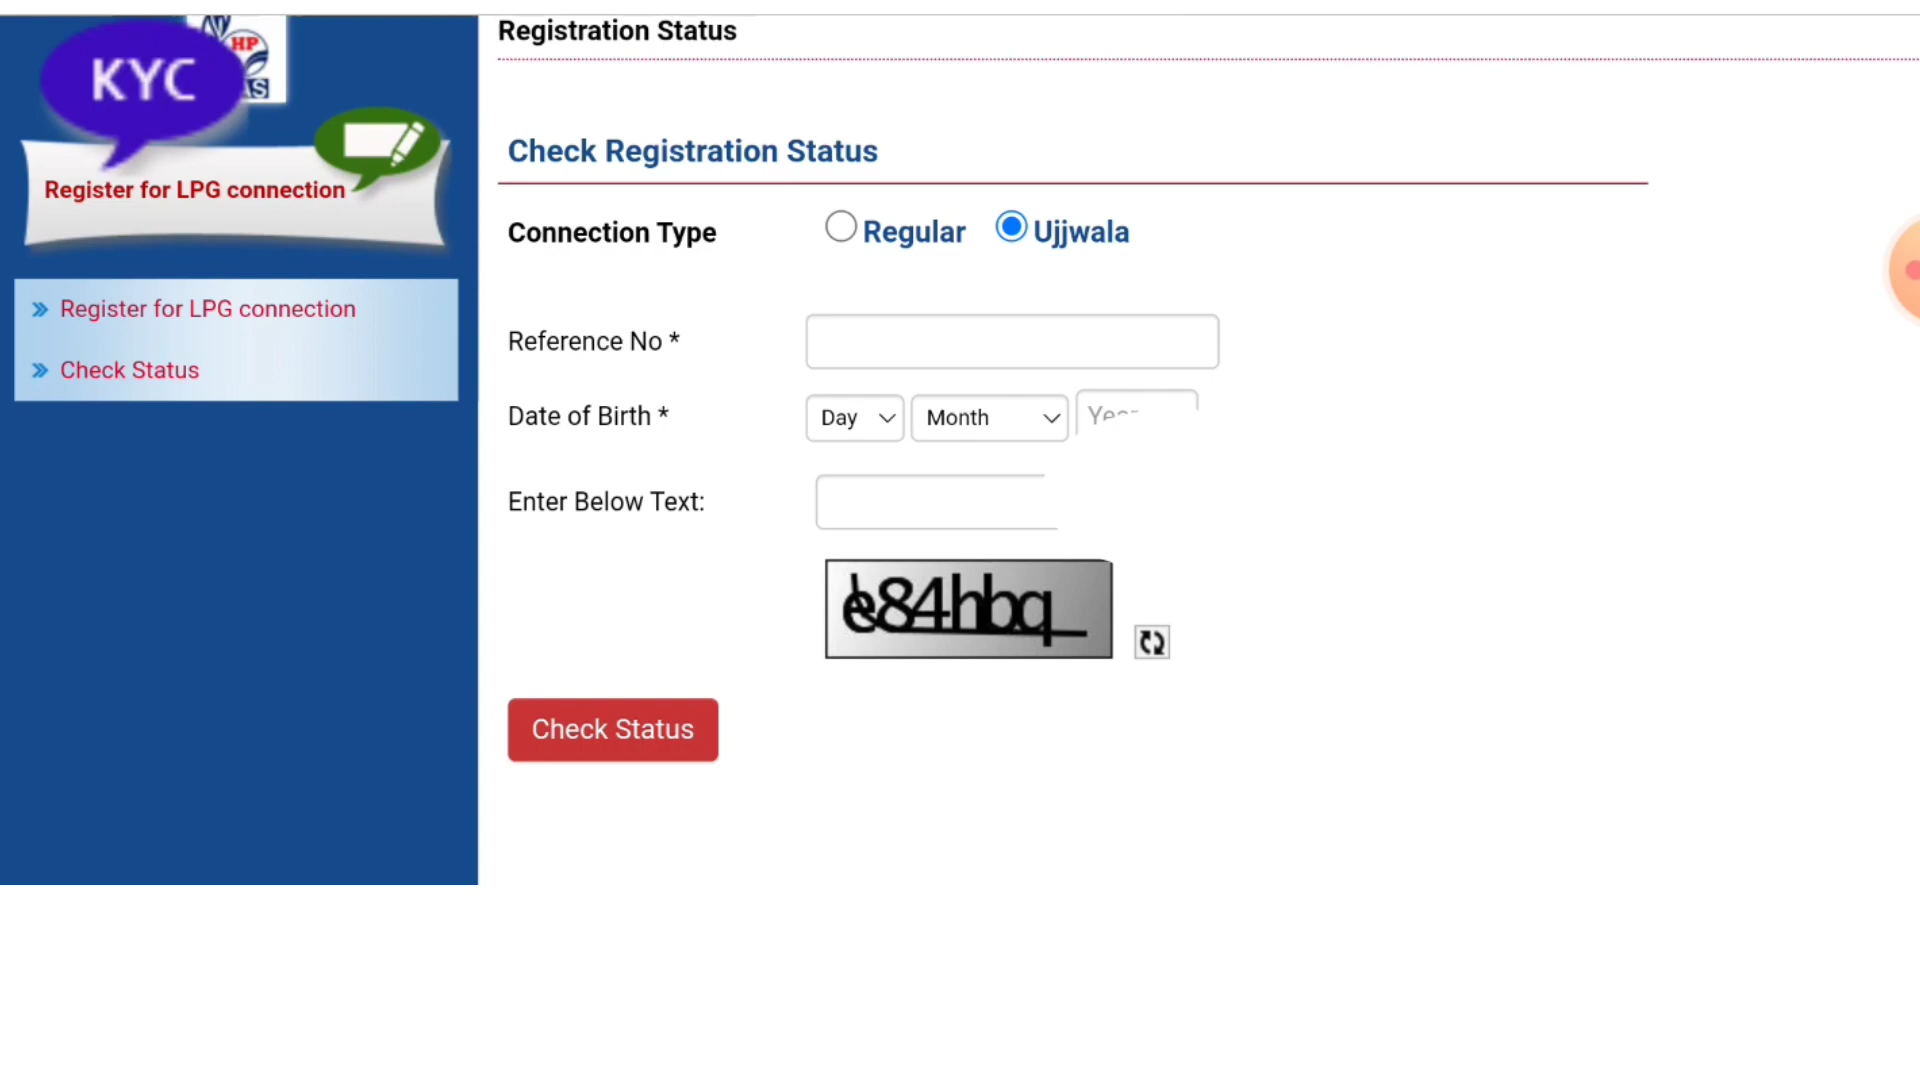 Registration Status
HP
KYC
Register for LPG connection
Register for LPG connection
Check Status
Check Registration Status
Connection Type Regular Ujjwala
Reference No *
Date of Birth * Day Month Year
Enter Below Text:
e84hbq
Check Status